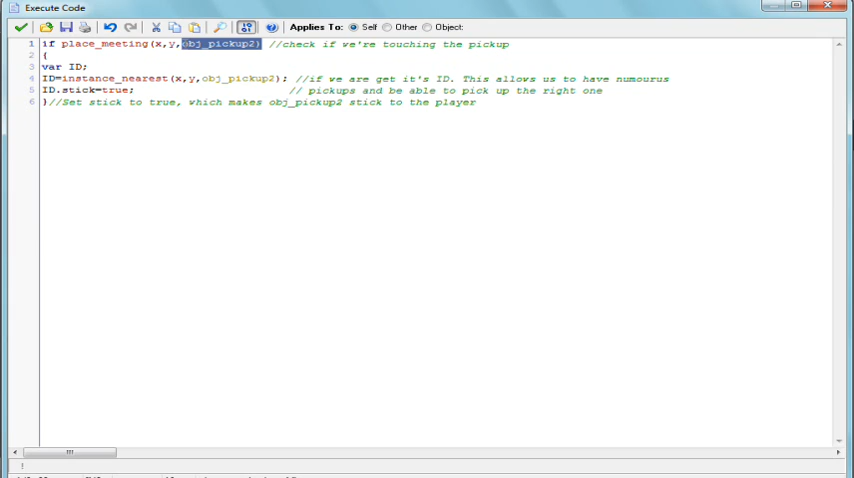 Execute Code
Applies To: Self Other Object:
1 if place_meeting(x,y,obj_pickup2) //check if we're touching the pickup
2 {
3 var ID;
4 ID=instance_nearest(x,y,obj_pickup2); //if we are get it's ID. This allows us to have numourus
5 ID.stick=true; // pickups and be able to pick up the right one
6 }//Set stick to true, which makes obj_pickup2 stick to the player